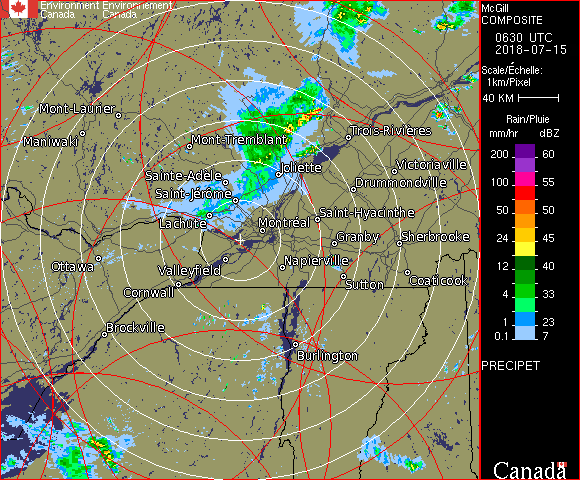 Environment Environnement
Canada Canada
McGill
COMPOSITE
0630 UTC
2018-07-15
Scale/Échelle:
1km/Pixel
40 KM
Rain/Pluie
mm/hr dBZ
200 60
100 55
50 50
24 45
12 40
4 33
1 23
0.1 7
PRECIPET
Canada
Mont-Laurier
Maniwaki
Mont-Tremblant
Trois-Rivières
Joliette
Victoriaville
Sainte-Adèle
Drummondville
Saint-Jérôme
Lachute
Saint-Hyacinthe
Montréal
Granby
Sherbrooke
Ottawa
Valleyfield
Napierville
Coaticook
Cornwall
Sutton
Brockville
Burlington